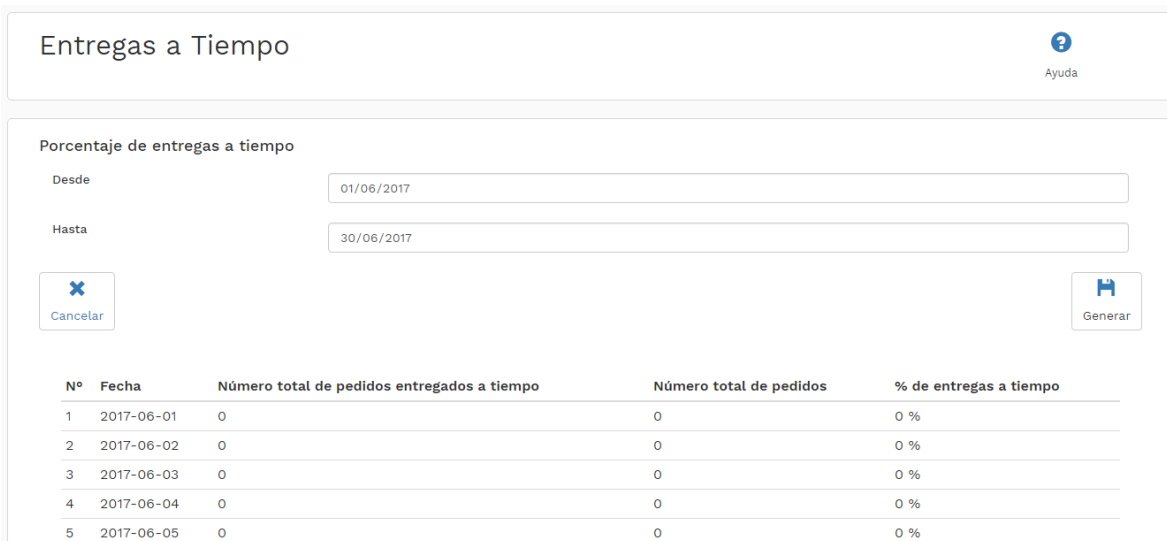 Entregas a Tiempo
Ayuda
Porcentaje de entregas a tiempo
Desde
01/06/2017
Hasta
30/06/2017
Cancelar
Generar
Nº Fecha Número total de pedidos entregados a tiempo Número total de pedidos % de entregas a tiempo
1 2017-06-01 0 0 0 %
2 2017-06-02 0 0 0 %
3 2017-06-03 0 0 0 %
4 2017-06-04 0 0 0 %
5 2017-06-05 0 0 0 %